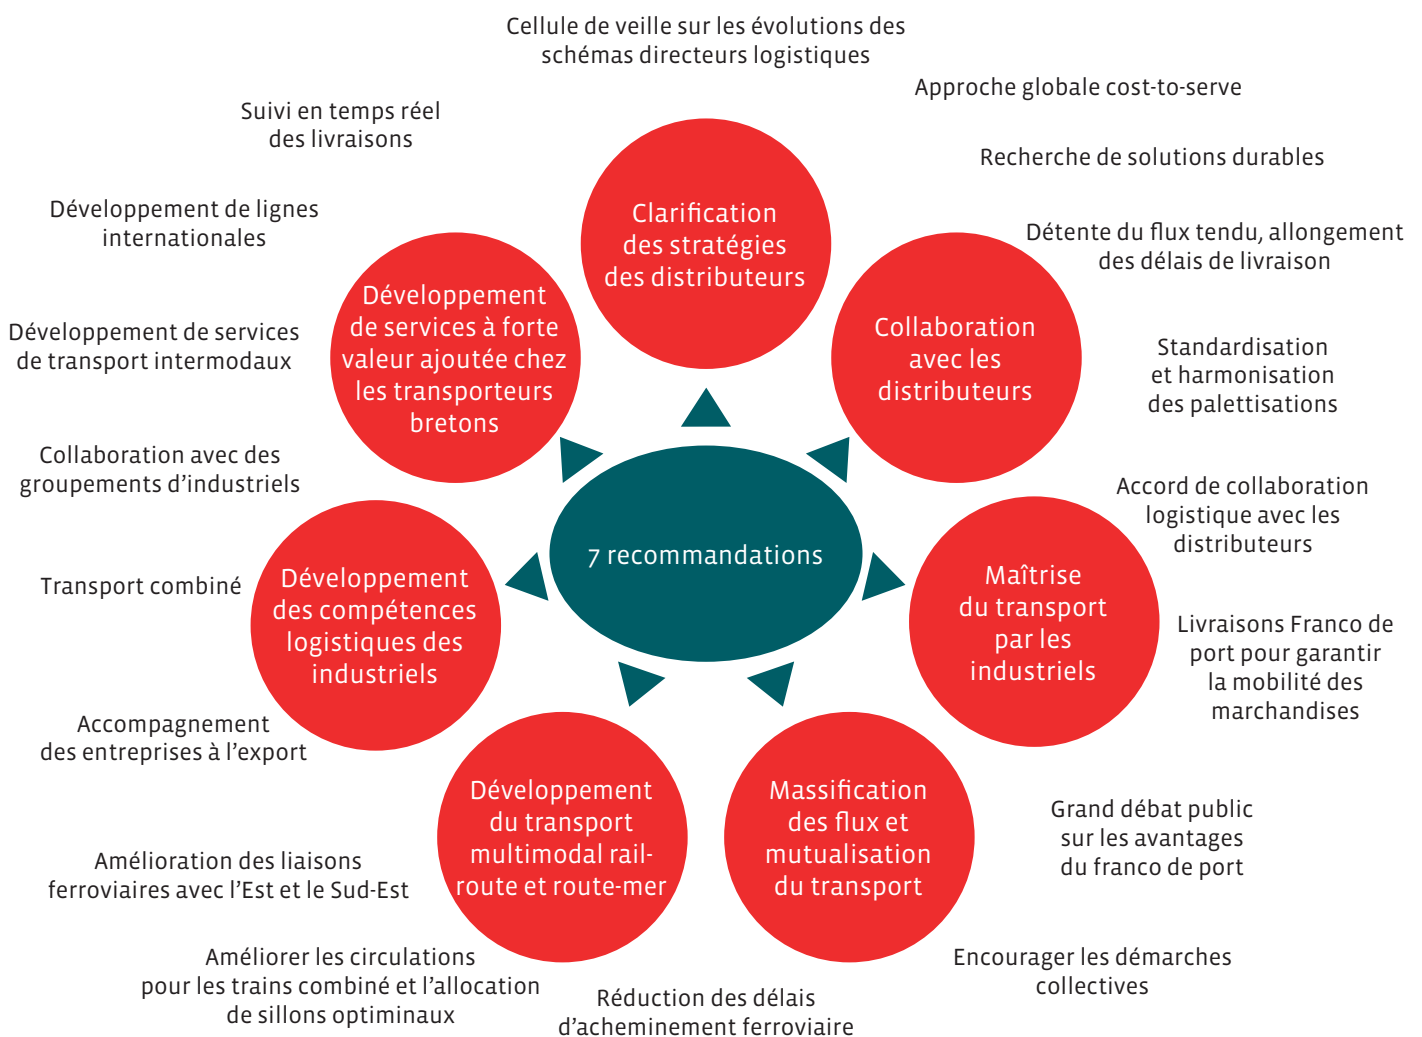 Cellule de veille sur les évolutions des
schémas directeurs logistiques
Approche globale cost-to-serve
Recherche de solutions durables
Détente du flux tendu, allongement
des délais de livraison
Standardisation
et harmonisation
des palettisations
Accord de collaboration
logistique avec les
distributeurs
Livraisons Franco de
port pour garantir
la mobilité des
marchandises
Grand débat public
sur les avantages
du franco de port
Encourager les démarches
collectives
Réduction des délais
d'acheminement ferroviaire
Améliorer les circulations
pour les trains combiné et l'allocation
de sillons optiminaux
Amélioration des liaisons
ferroviaires avec l'Est et le Sud-Est
Accompagnement
des entreprises à l'export
Transport combiné
Collaboration avec des
groupements d'industriels
Développement de services
de transport intermodaux
Développement de lignes
internationales
Suivi en temps réel
des livraisons
Clarification
des stratégies
des distributeurs
Collaboration
avec les
distributeurs
Maîtrise
du transport
par les
industriels
Massification
des flux et
mutualisation
du transport
Développement
du transport
multimodal rail-
route et route-mer
Développement
des compétences
logistiques des
industriels
Développement
de services à forte
valeur ajoutée chez
les transporteurs
bretons
7 recommandations